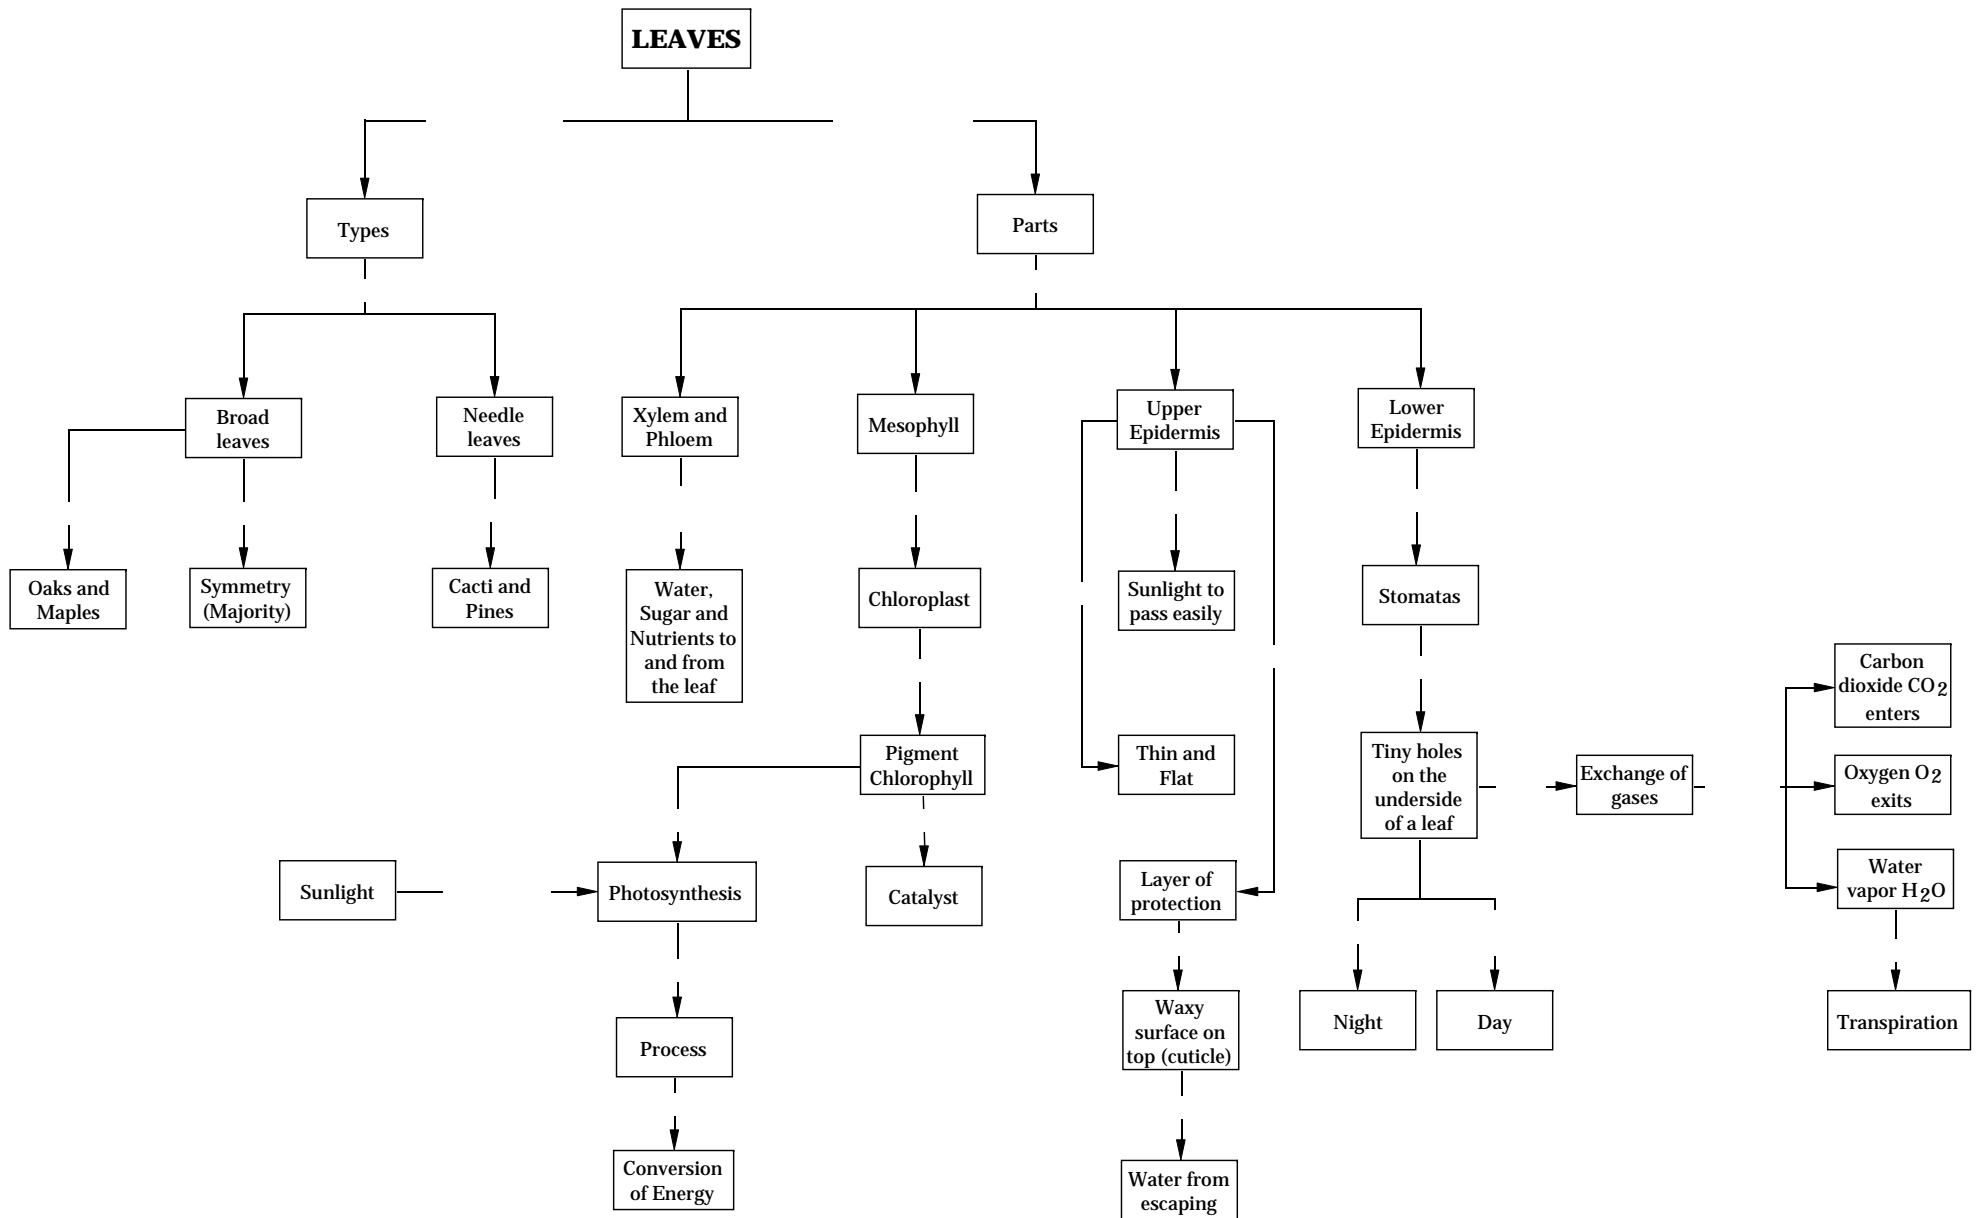 LEAVES
Types
Parts
Broad
leaves
Needle
leaves
Xylem and
Phloem
Mesophyll
Upper
Epidermis
Lower
Epidermis
Oaks and
Maples
Symmetry
(Majority)
Cacti and
Pines
Water,
Sugar and
Nutrients to
and from
the leaf
Chloroplast
Sunlight to
pass easily
Stomatas
Pigment
Chlorophyll
Thin and
Flat
Tiny holes
on the
underside
of a leaf
Exchange of
gases
Carbon
dioxide CO2
enters
Oxygen O2
exits
Water
vapor H2O
Sunlight
Photosynthesis
Catalyst
Layer of
protection
Process
Waxy
surface on
top (cuticle)
Night
Day
Transpiration
Conversion
of Energy
Water from
escaping